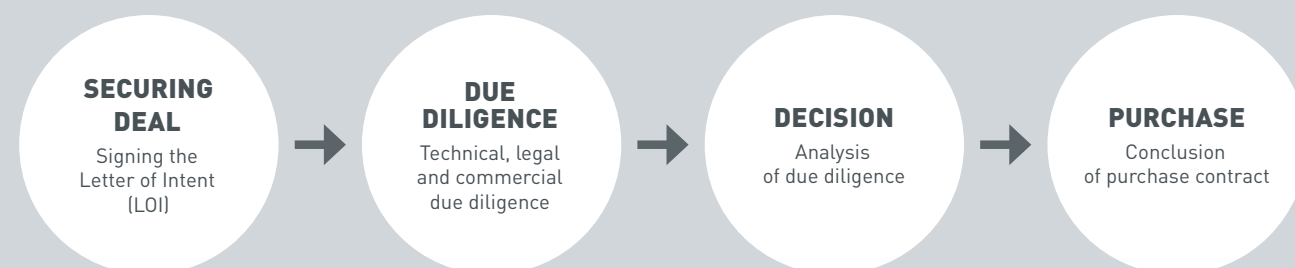 SECURING
DEAL
Signing the
Letter of Intent
(LOI)
DUE
DILIGENCE
Technical, legal
and commercial
due diligence
DECISION
Analysis
of due diligence
PURCHASE
Conclusion
of purchase contract